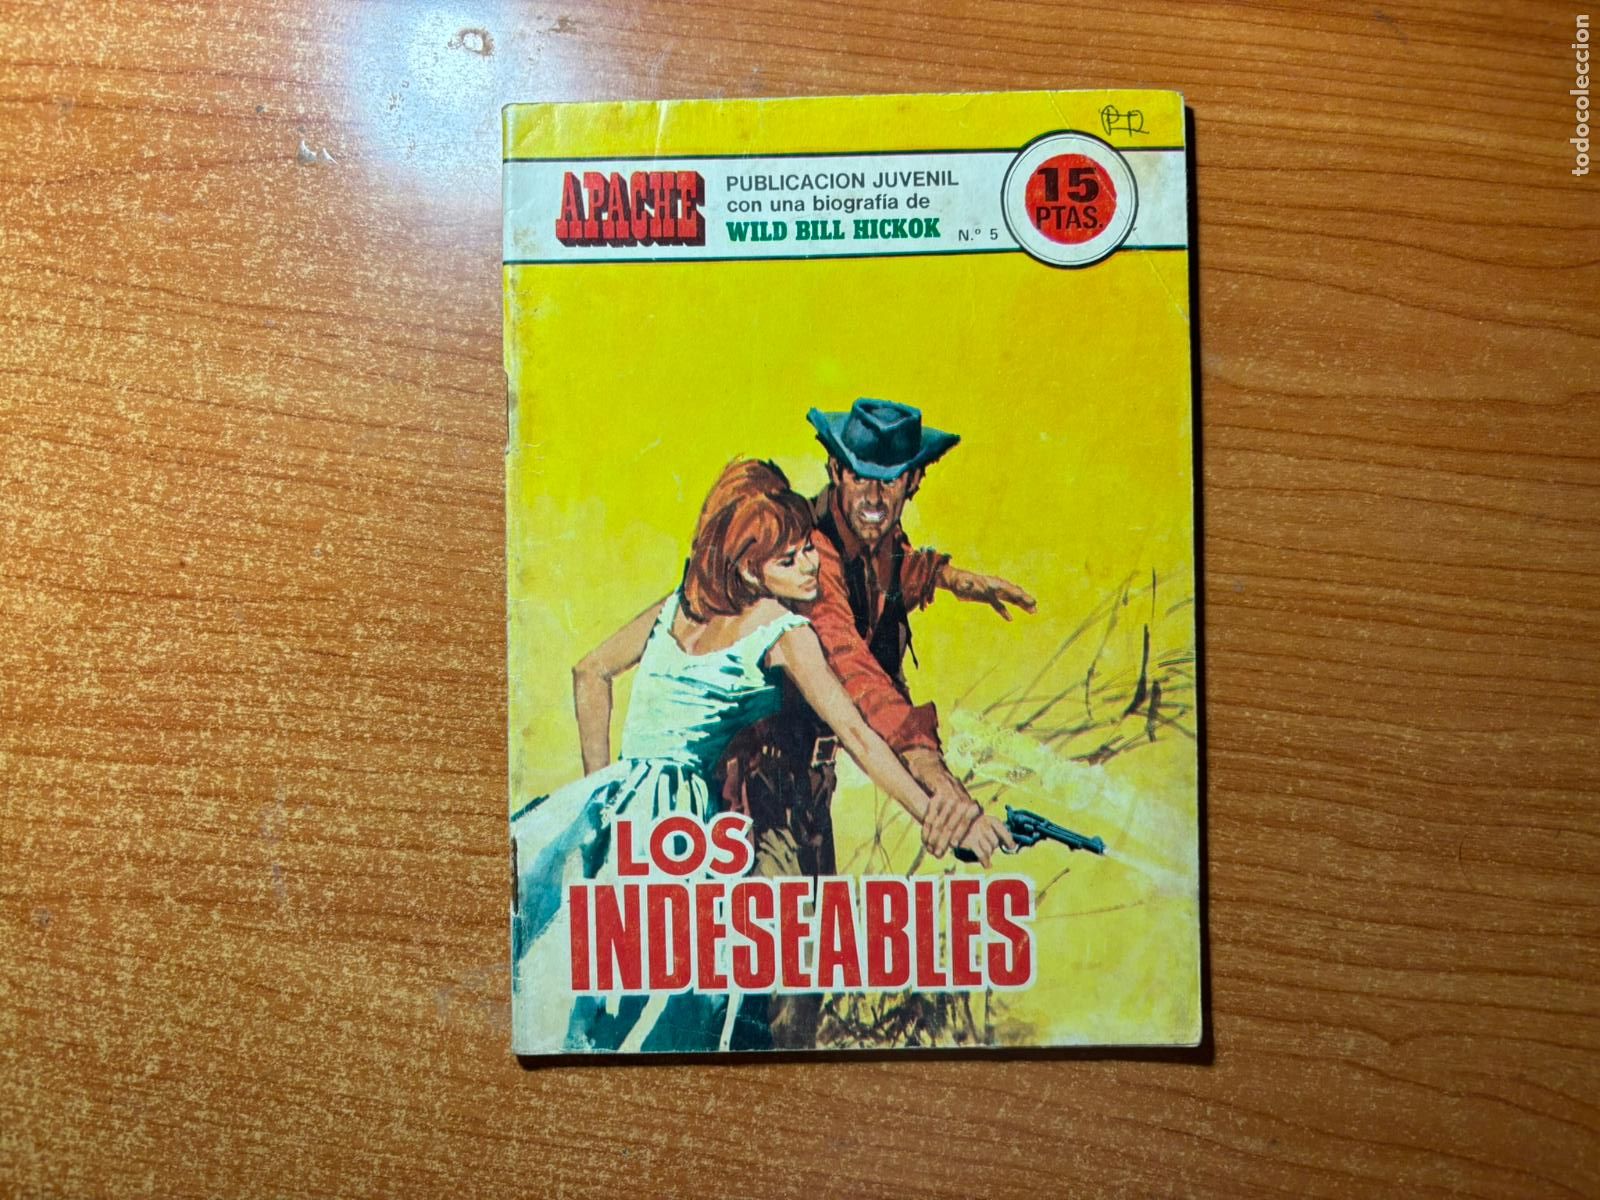 APACHE
PUBLICACION JUVENIL
con una biografía de
WILD BILL HICKOK
N.º 5
15
PTAS.
LOS
INDESEABLES
todocoleccion